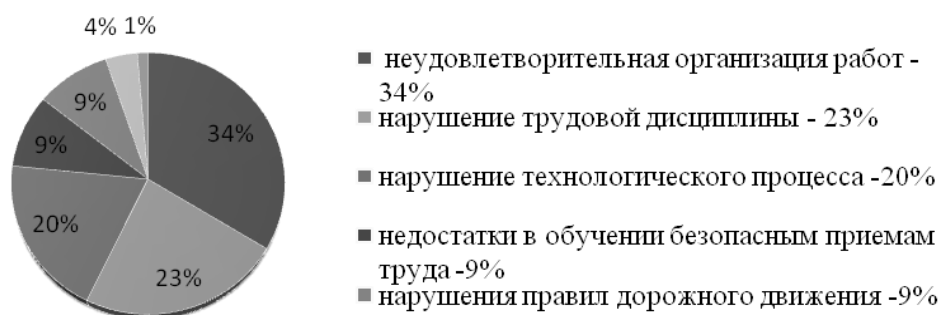 4% 1%
9%
34%
9%
20%
23%
неудовлетворительная организация работ -
34%
нарушение трудовой дисциплины - 23%
нарушение технологического процесса -20%
недостатки в обучении безопасным приемам
труда -9%
нарушения правил дорожного движения -9%